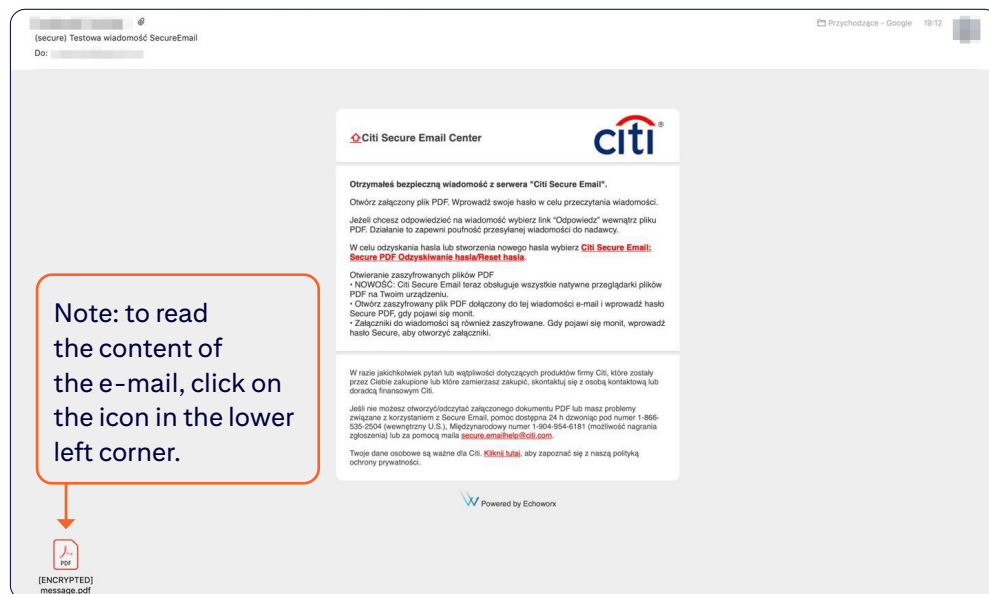 (secure) Testowa wiadomość SecureEmail
Do:
Przychodzące - Google 19:12
Citi Secure Email Center
citi®
Otrzymałeś bezpieczną wiadomość z serwera "Citi Secure Email".
Otwórz załączony plik PDF. Wprowadź swoje hasło w celu przeczytania wiadomości.
Jeżeli chcesz odpowiedzieć na wiadomość wybierz link "Odpowiedz" wewnątrz pliku
PDF. Działanie to zapewni poufność przesyłanej wiadomości do nadawcy.
W celu odzyskania hasla lub stworzenia nowego hasla wybierz Citi Secure Email:
Secure PDF Odzyskiwanie hasla/Reset hasla.
Otwieranie zaszyfrowanych plików PDF
• NOWOŚĆ: Citi Secure Email teraz obsługuje wszystkie natywne przeglądarki plików
PDF na Twoim urządzeniu.
• Otwórz zaszyfrowany plik PDF dołączony do tej wiadomości e-mail i wprowadź hasło
Secure PDF, gdy pojawi się monit.
• Załączniki do wiadomości są również zaszyfrowane. Gdy pojawi się monit, wprowadź
hasło Secure, aby otworzyć załączniki.
W razie jakichkolwiek pytań lub wątpliwości dotyczących produktów firmy Citi, które zostały
przez Ciebie zakupione lub które zamierzasz zakupić, skontaktuj się z osobą kontaktową lub
doradcą finansowym Citi.
Jeśli nie możesz otworzyć/odczytać załączonego dokumentu PDF lub masz problemy
związane z korzystaniem z Secure Email, pomoc dostępna 24 h dzwoniąc pod numer 1-866-
535-2504 (wewnętrzny U.S.), Międzynarodowy numer 1-904-954-6181 (możliwość nagrania
zgłoszenia) lub za pomocą maila secure.emailhelp@citi.com.
Twoje dane osobowe są ważne dla Citi. Kliknij tutaj, aby zapoznać się z naszą polityką
ochrony prywatności.
Powered by Echoworx
Note: to read
the content of
the e-mail, click on
the icon in the lower
left corner.
PDF
[ENCRYPTED]
message.pdf